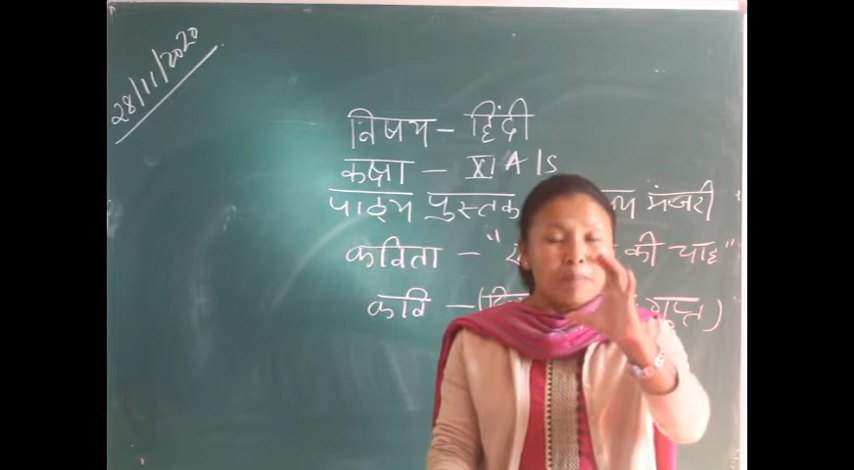 28/11/2020
विषय - हिंदी
कक्षा - XI A/S
पाठ्य पुस्तक मंजरी
कविता - " की चाह"
कवि - ( गुप्त)